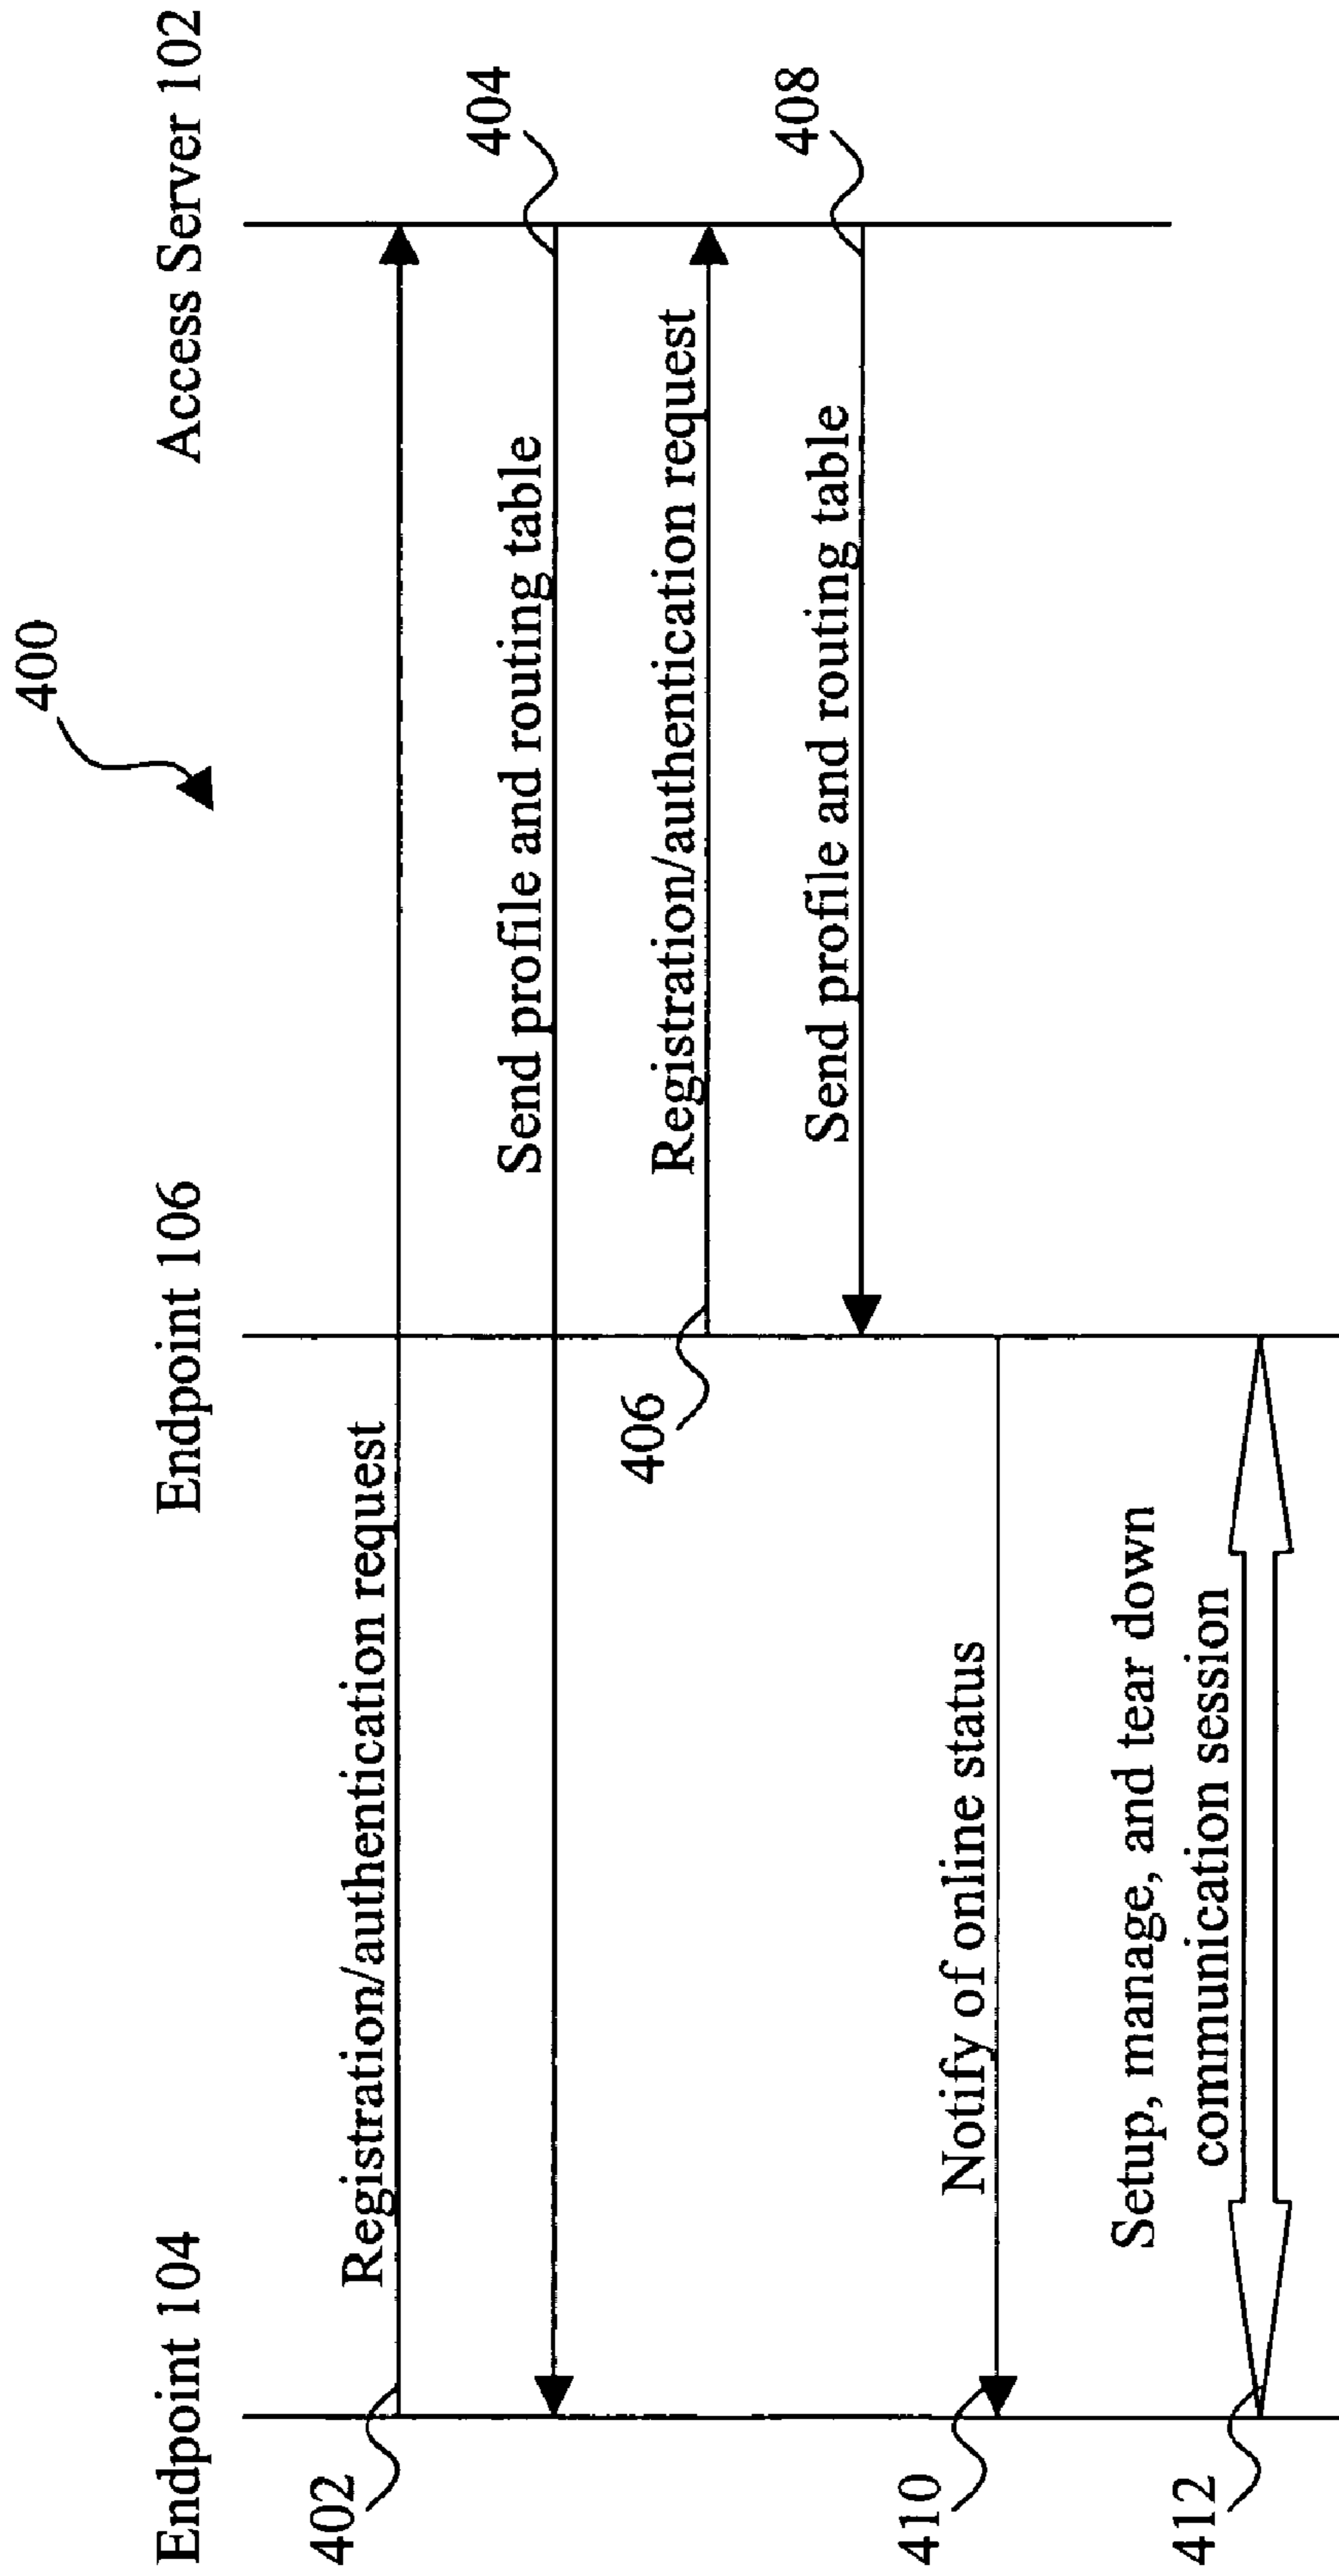 400
Endpoint 104
Endpoint 106
Access Server 102
402
Registration/authentication request
404
Send profile and routing table
406
Registration/authentication request
408
Send profile and routing table
410
Notify of online status
412
Setup, manage, and tear down
communication session